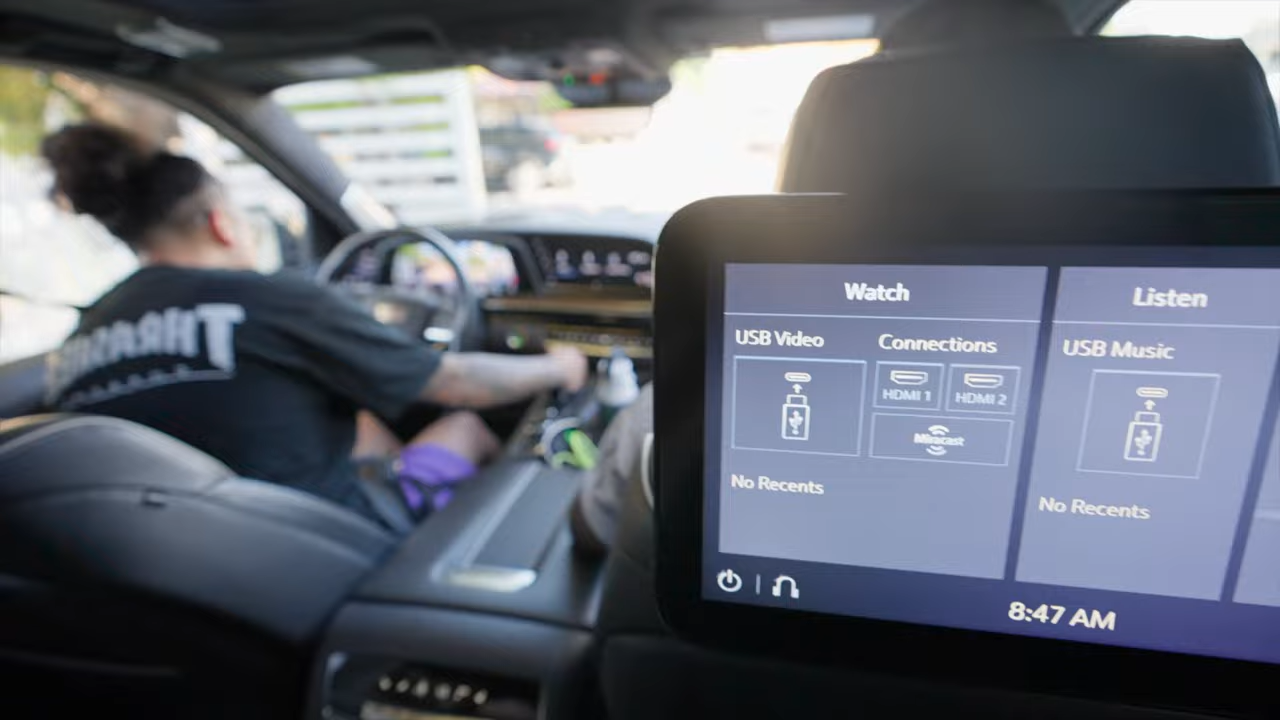 THRASHER
Watch
Listen
USB Video
Connections
USB Music
HDMI 1
HDMI 2
Miracast
No Recents
No Recents
8:47 AM